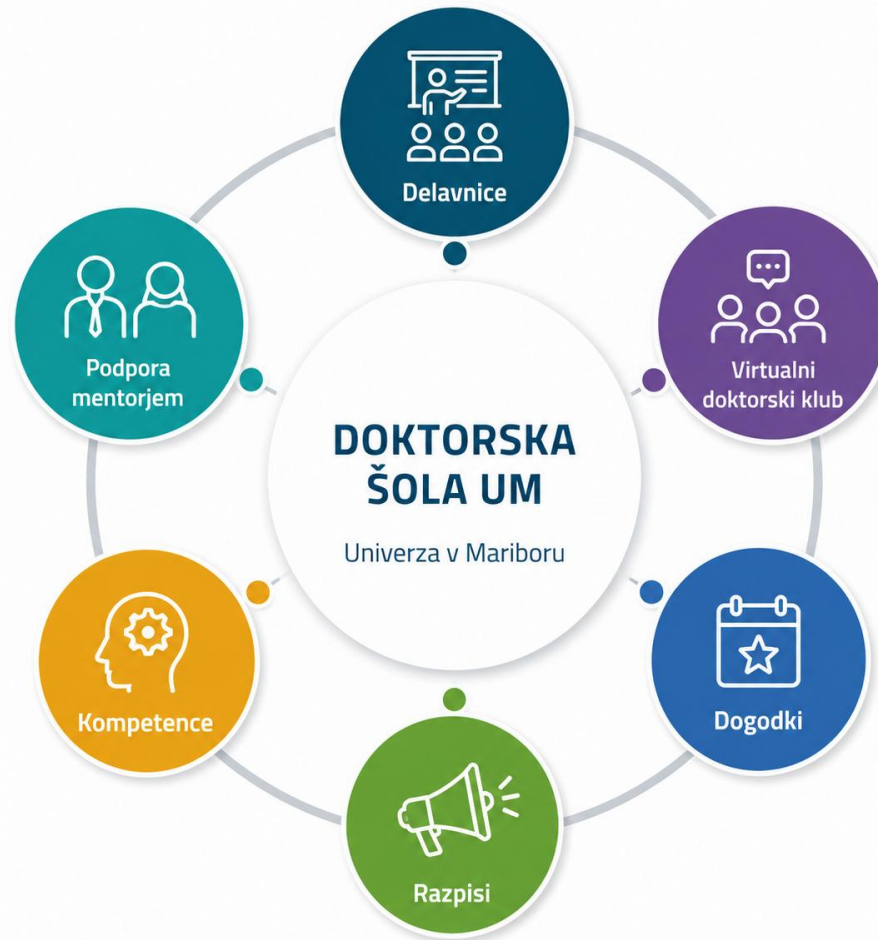 Delavnice
Podpora
mentorjem
Virtualni
doktorski klub
DOKTORSKA
ŠOLA UM
Univerza v Mariboru
Kompetence
Dogodki
Razpisi